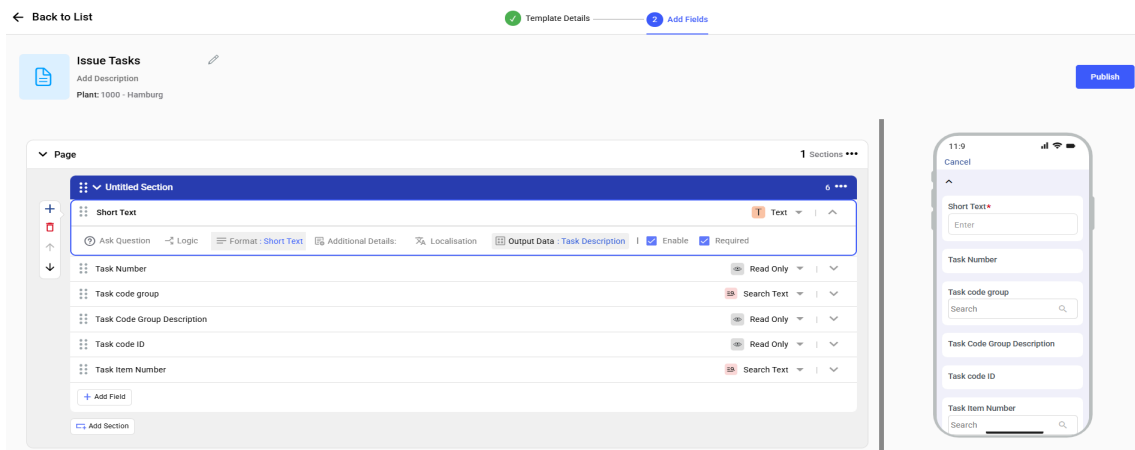 Back to List
Template Details
2 Add Fields
Issue Tasks
Add Description
Plant: 1000 - Hamburg
Publish
Page
1 Sections
Untitled Section
6
Short Text
T Text
Ask Question
Logic
Format : Short Text
Additional Details:
Localisation
Output Data : Task Description
Enable
Required
Task Number
Read Only
Task code group
Search Text
Task Code Group Description
Read Only
Task code ID
Read Only
Task Item Number
Search Text
+ Add Field
Add Section
11:9
Cancel
Short Text*
Enter
Task Number
Task code group
Search
Task Code Group Description
Task code ID
Task Item Number
Search